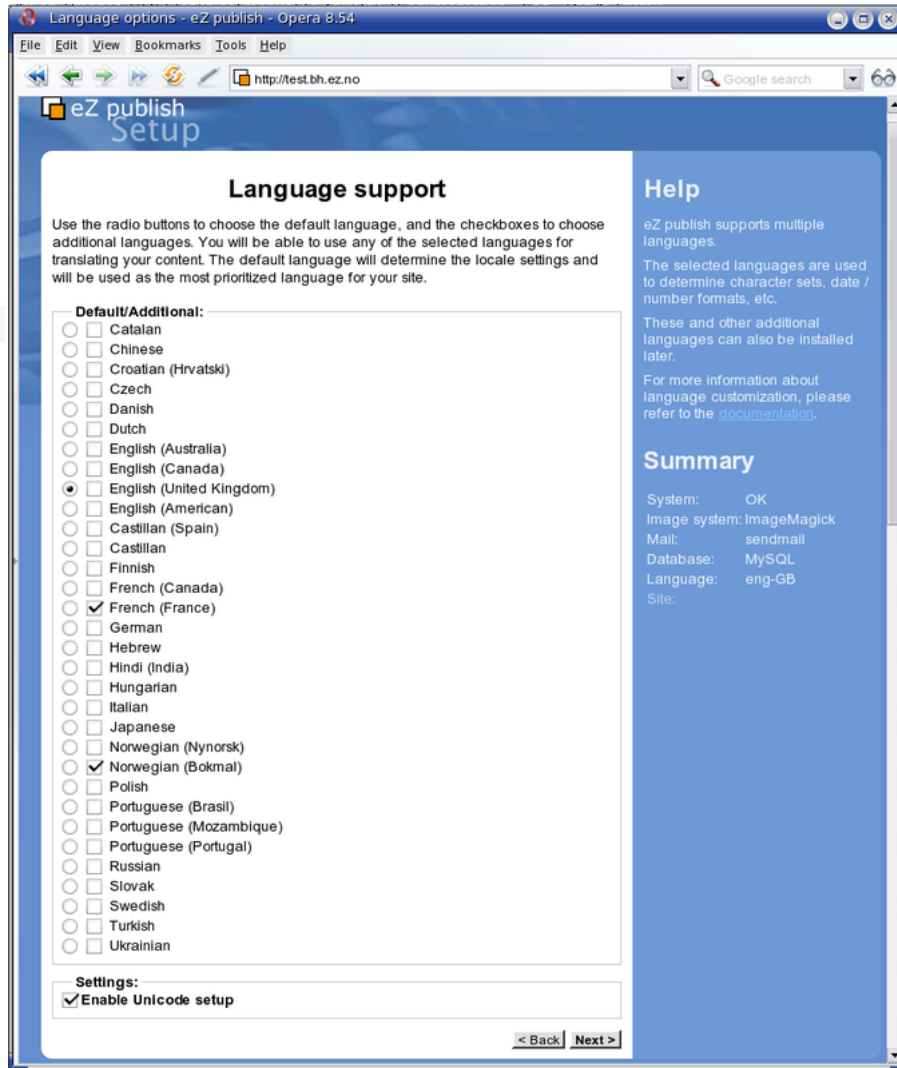 Language options - eZ publish - Opera 8.54
File Edit View Bookmarks Tools Help
http://test.bh.ez.no
Google search
eZ publish
Setup
Language support
Use the radio buttons to choose the default language, and the checkboxes to choose
additional languages. You will be able to use any of the selected languages for
translating your content. The default language will determine the locale settings and
will be used as the most prioritized language for your site.
Default/Additional:
Catalan
Chinese
Croatian (Hrvatski)
Czech
Danish
Dutch
English (Australia)
English (Canada)
English (United Kingdom)
English (American)
Castillan (Spain)
Castillan
Finnish
French (Canada)
French (France)
German
Hebrew
Hindi (India)
Hungarian
Italian
Japanese
Norwegian (Nynorsk)
Norwegian (Bokmal)
Polish
Portuguese (Brasil)
Portuguese (Mozambique)
Portuguese (Portugal)
Russian
Slovak
Swedish
Turkish
Ukrainian
Settings:
Enable Unicode setup
< Back Next >
Help
eZ publish supports multiple
languages.
The selected languages are used
to determine character sets, date /
number formats, etc.
These and other additional
languages can also be installed
later.
For more information about
language customization, please
refer to the documentation.
Summary
System: OK
Image system: ImageMagick
Mail: sendmail
Database: MySQL
Language: eng-GB
Site: